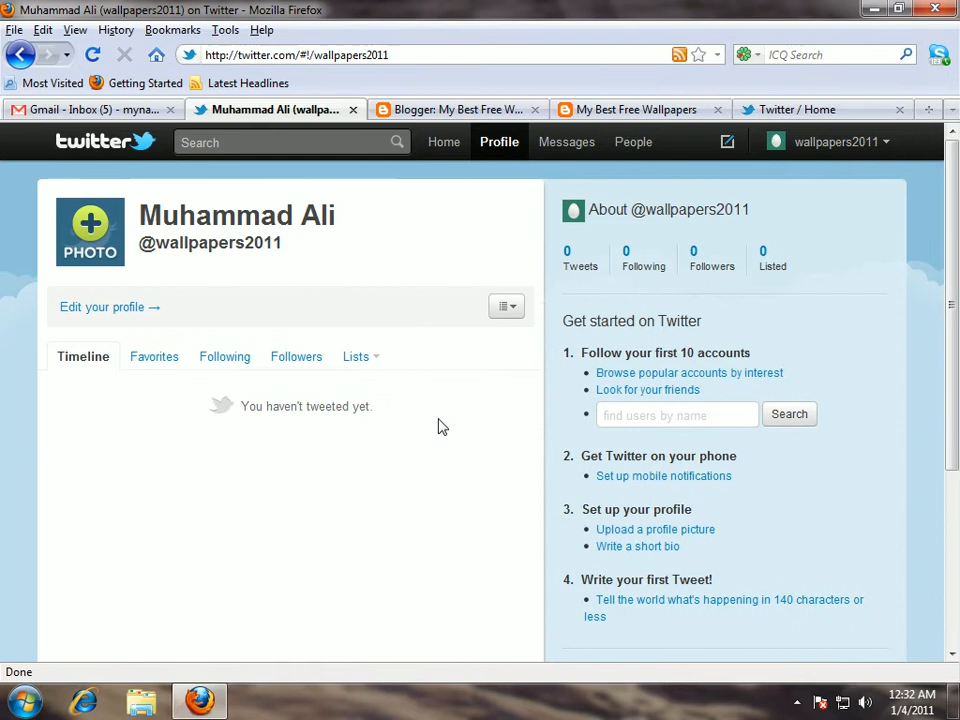 Muhammad Ali (wallpapers2011) on Twitter - Mozilla Firefox
File Edit View History Bookmarks Tools Help
http://twitter.com/#!/wallpapers2011
ICQ Search
Most Visited Getting Started Latest Headlines
Gmail - Inbox (5) - myna... Muhammad Ali (wallpa... Blogger: My Best Free W... My Best Free Wallpapers Twitter / Home
twitter Search Home Profile Messages People wallpapers2011
PHOTO
Muhammad Ali
@wallpapers2011
Edit your profile →
Timeline Favorites Following Followers Lists
You haven't tweeted yet.
About @wallpapers2011
0 0 0 0
Tweets Following Followers Listed
Get started on Twitter
1. Follow your first 10 accounts
• Browse popular accounts by interest
• Look for your friends
• find users by name Search
2. Get Twitter on your phone
• Set up mobile notifications
3. Set up your profile
• Upload a profile picture
• Write a short bio
4. Write your first Tweet!
• Tell the world what's happening in 140 characters or
less
Done
12:32 AM
1/4/2011